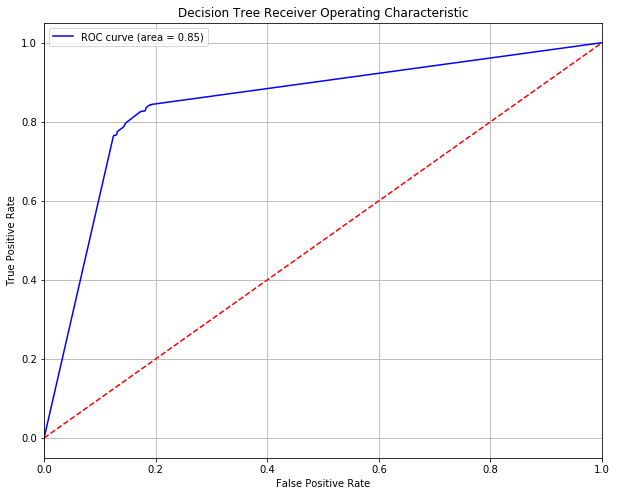 Decision Tree Receiver Operating Characteristic
ROC curve (area = 0.85)
True Positive Rate
1.0
0.8
0.6
0.4
0.2
0.0
0.0 0.2 0.4 0.6 0.8 1.0
False Positive Rate